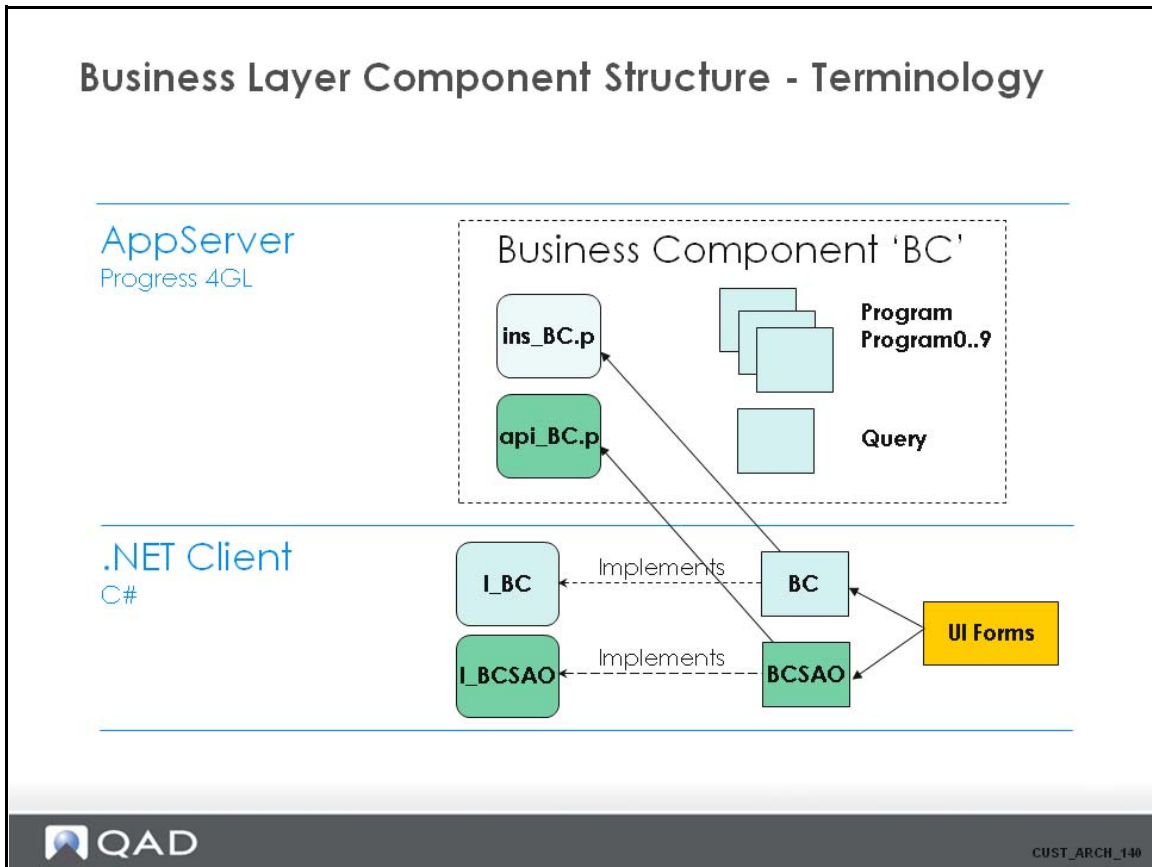 Business Layer Component Structure - Terminology
AppServer
Progress 4GL
Business Component ‘BC’
ins_BC.p
Program
Program0..9
api_BC.p
Query
.NET Client
C#
I_BC
Implements
BC
UI Forms
I_BCSAO
Implements
BCSAO
QAD
CUST_ARCH_140